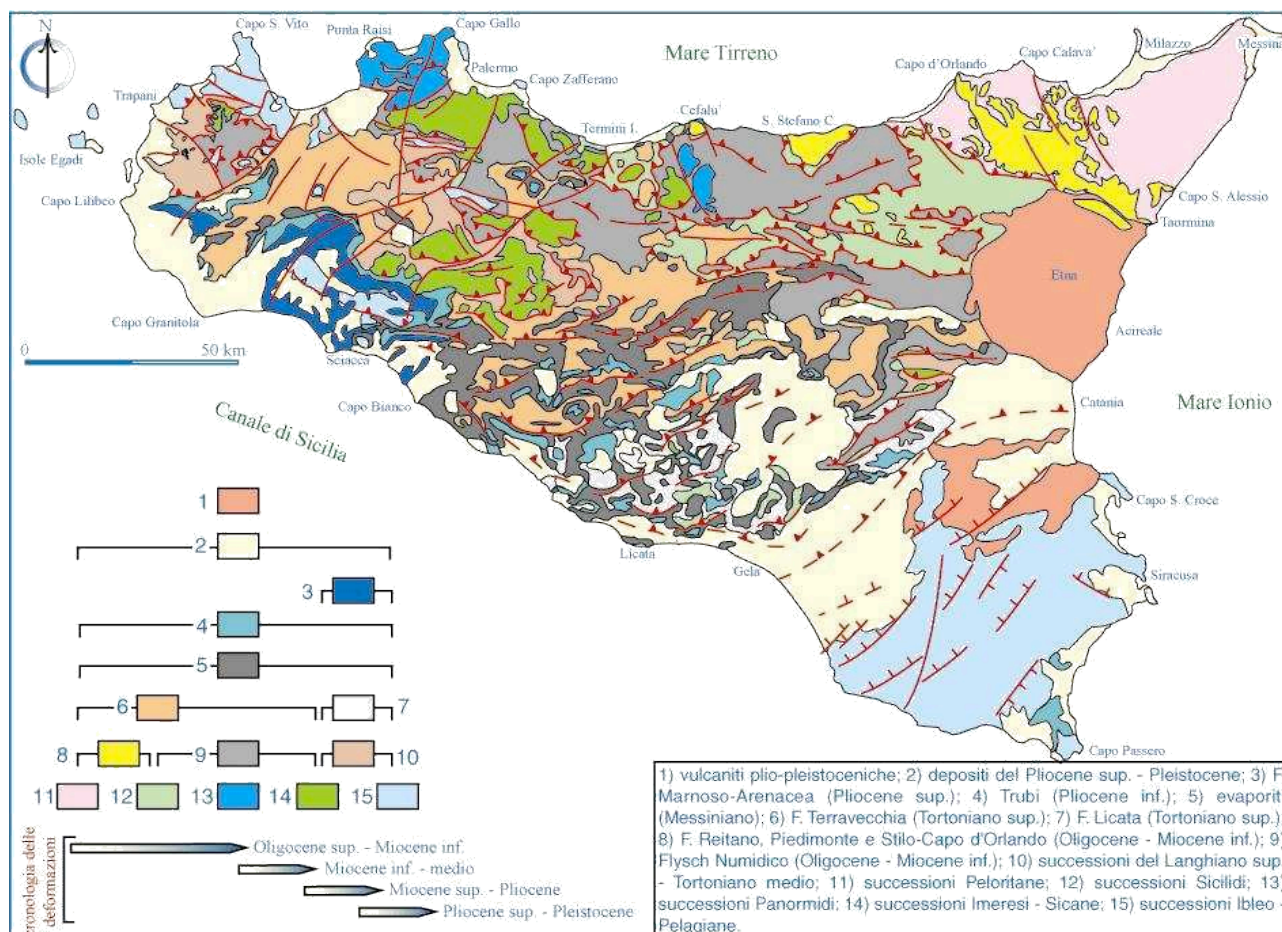 N
Capo S. Vito
Punta Raisi
Capo Gallo
Mare Tirreno
Palermo
Capo Zafferano
Trapani
Termini I.
Cefalu'
S. Stefano C.
Capo d'Orlando
Capo Calava'
Milazzo
Messina
Isole Egadi
Capo Lilibeo
Capo S. Alessio
Taormina
Etna
Capo Granitola
Acireale
0 50 km
Sciacca
Capo Bianco
Canale di Sicilia
Catania
Mare Ionio
Capo S. Croce
Licata
Gela
Siracusa
Capo Passero
1
2
3
4
5
6 7
8 9 10
11 12 13 14 15
cronologia delle
deformazioni
Oligocene sup. - Miocene inf.
Miocene inf. - medio
Miocene sup. - Pliocene
Pliocene sup. - Pleistocene
1) vulcaniti plio-pleistoceniche; 2) depositi del Pliocene sup. - Pleistocene; 3) F.
Marnoso-Arenacea (Pliocene sup.); 4) Trubi (Pliocene inf.); 5) evaporit
(Messiniano); 6) F. Terravecchia (Tortoniano sup.); 7) F. Licata (Tortoniano sup.)
8) F. Reitano, Piedimonte e Stilo-Capo d'Orlando (Oligocene - Miocene inf.); 9)
Flysch Numidico (Oligocene - Miocene inf.); 10) successioni del Langhiano sup
- Tortoniano medio; 11) successioni Peloritane; 12) successioni Sicilidi; 13)
successioni Panormidi; 14) successioni Imeresi - Sicane; 15) successioni Ibleo -
Pelagiane.